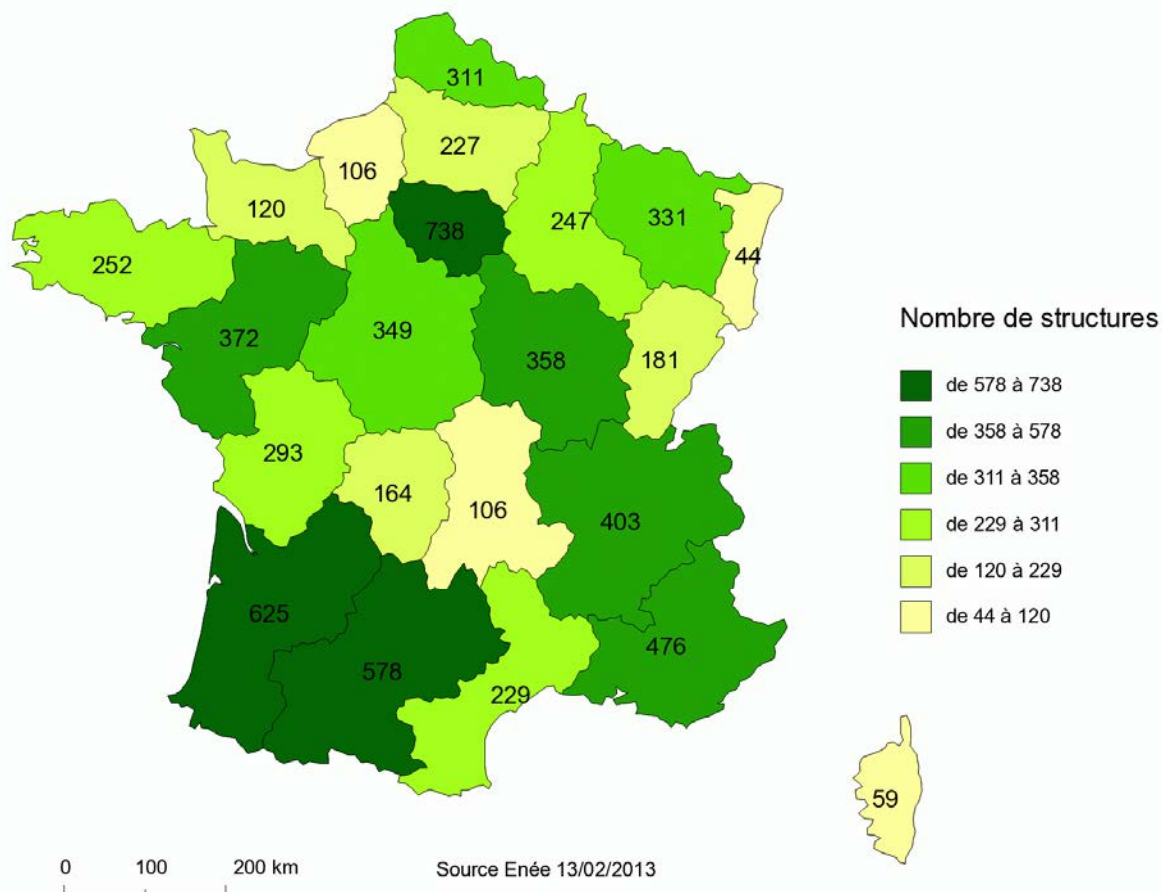 311
227
106
120
738
247
331
44
252
372
349
358
181
293
164
106
403
625
578
229
476
59
Nombre de structures
de 578 à 738
de 358 à 578
de 311 à 358
de 229 à 311
de 120 à 229
de 44 à 120
0 100 200 km
Source Enée 13/02/2013